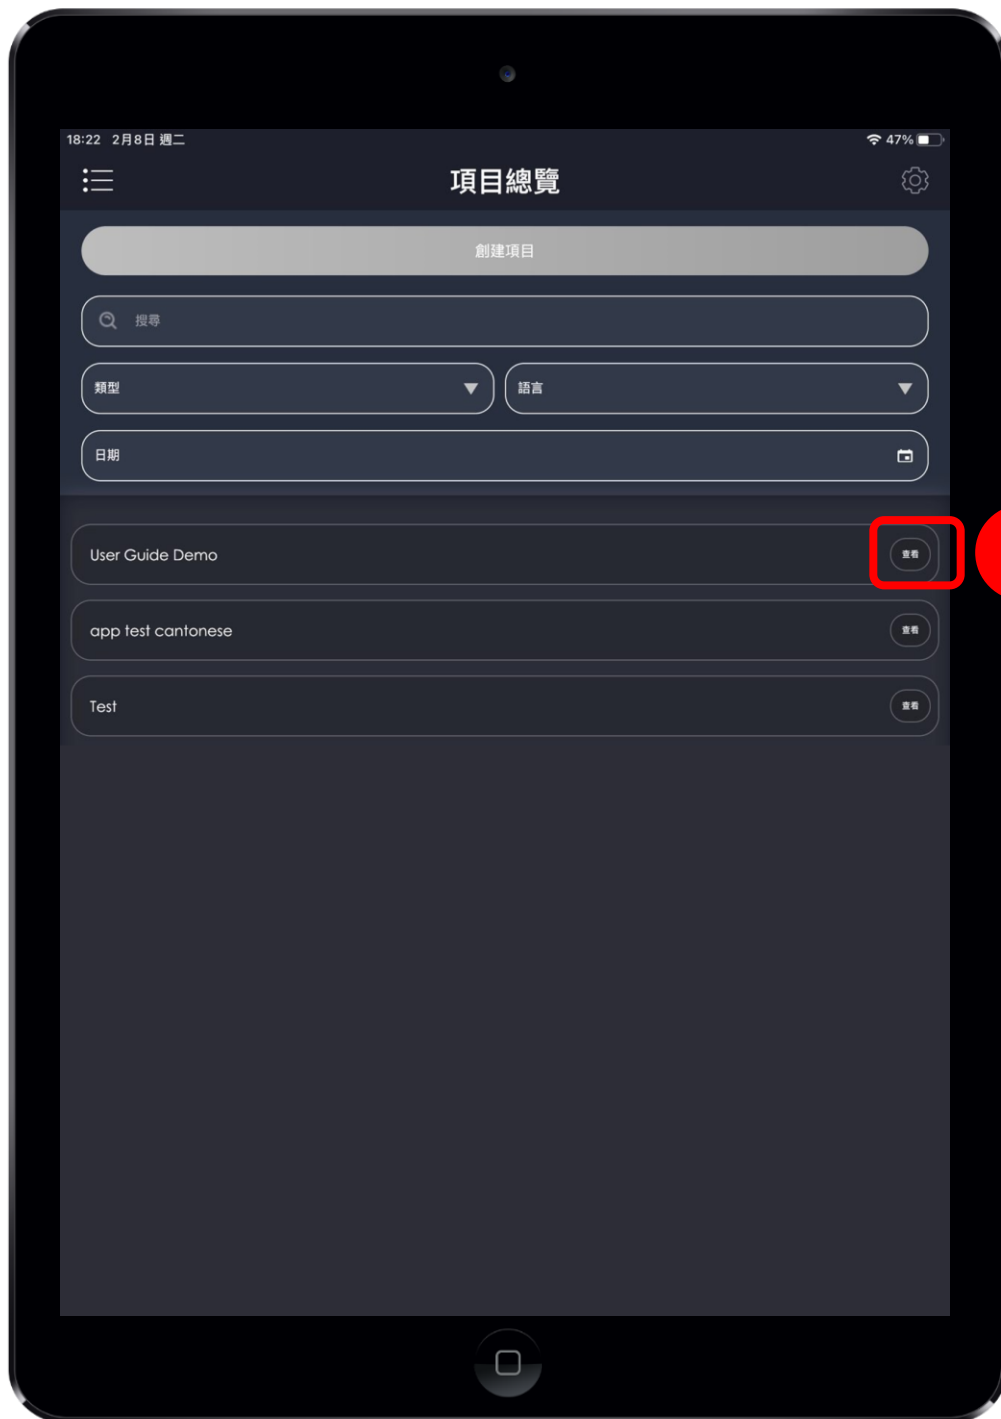 18:22 2月8日 週二 47%
項目總覽
創建項目
搜尋
類型 語言
日期
User Guide Demo 查看
app test cantonese 查看
Test 查看